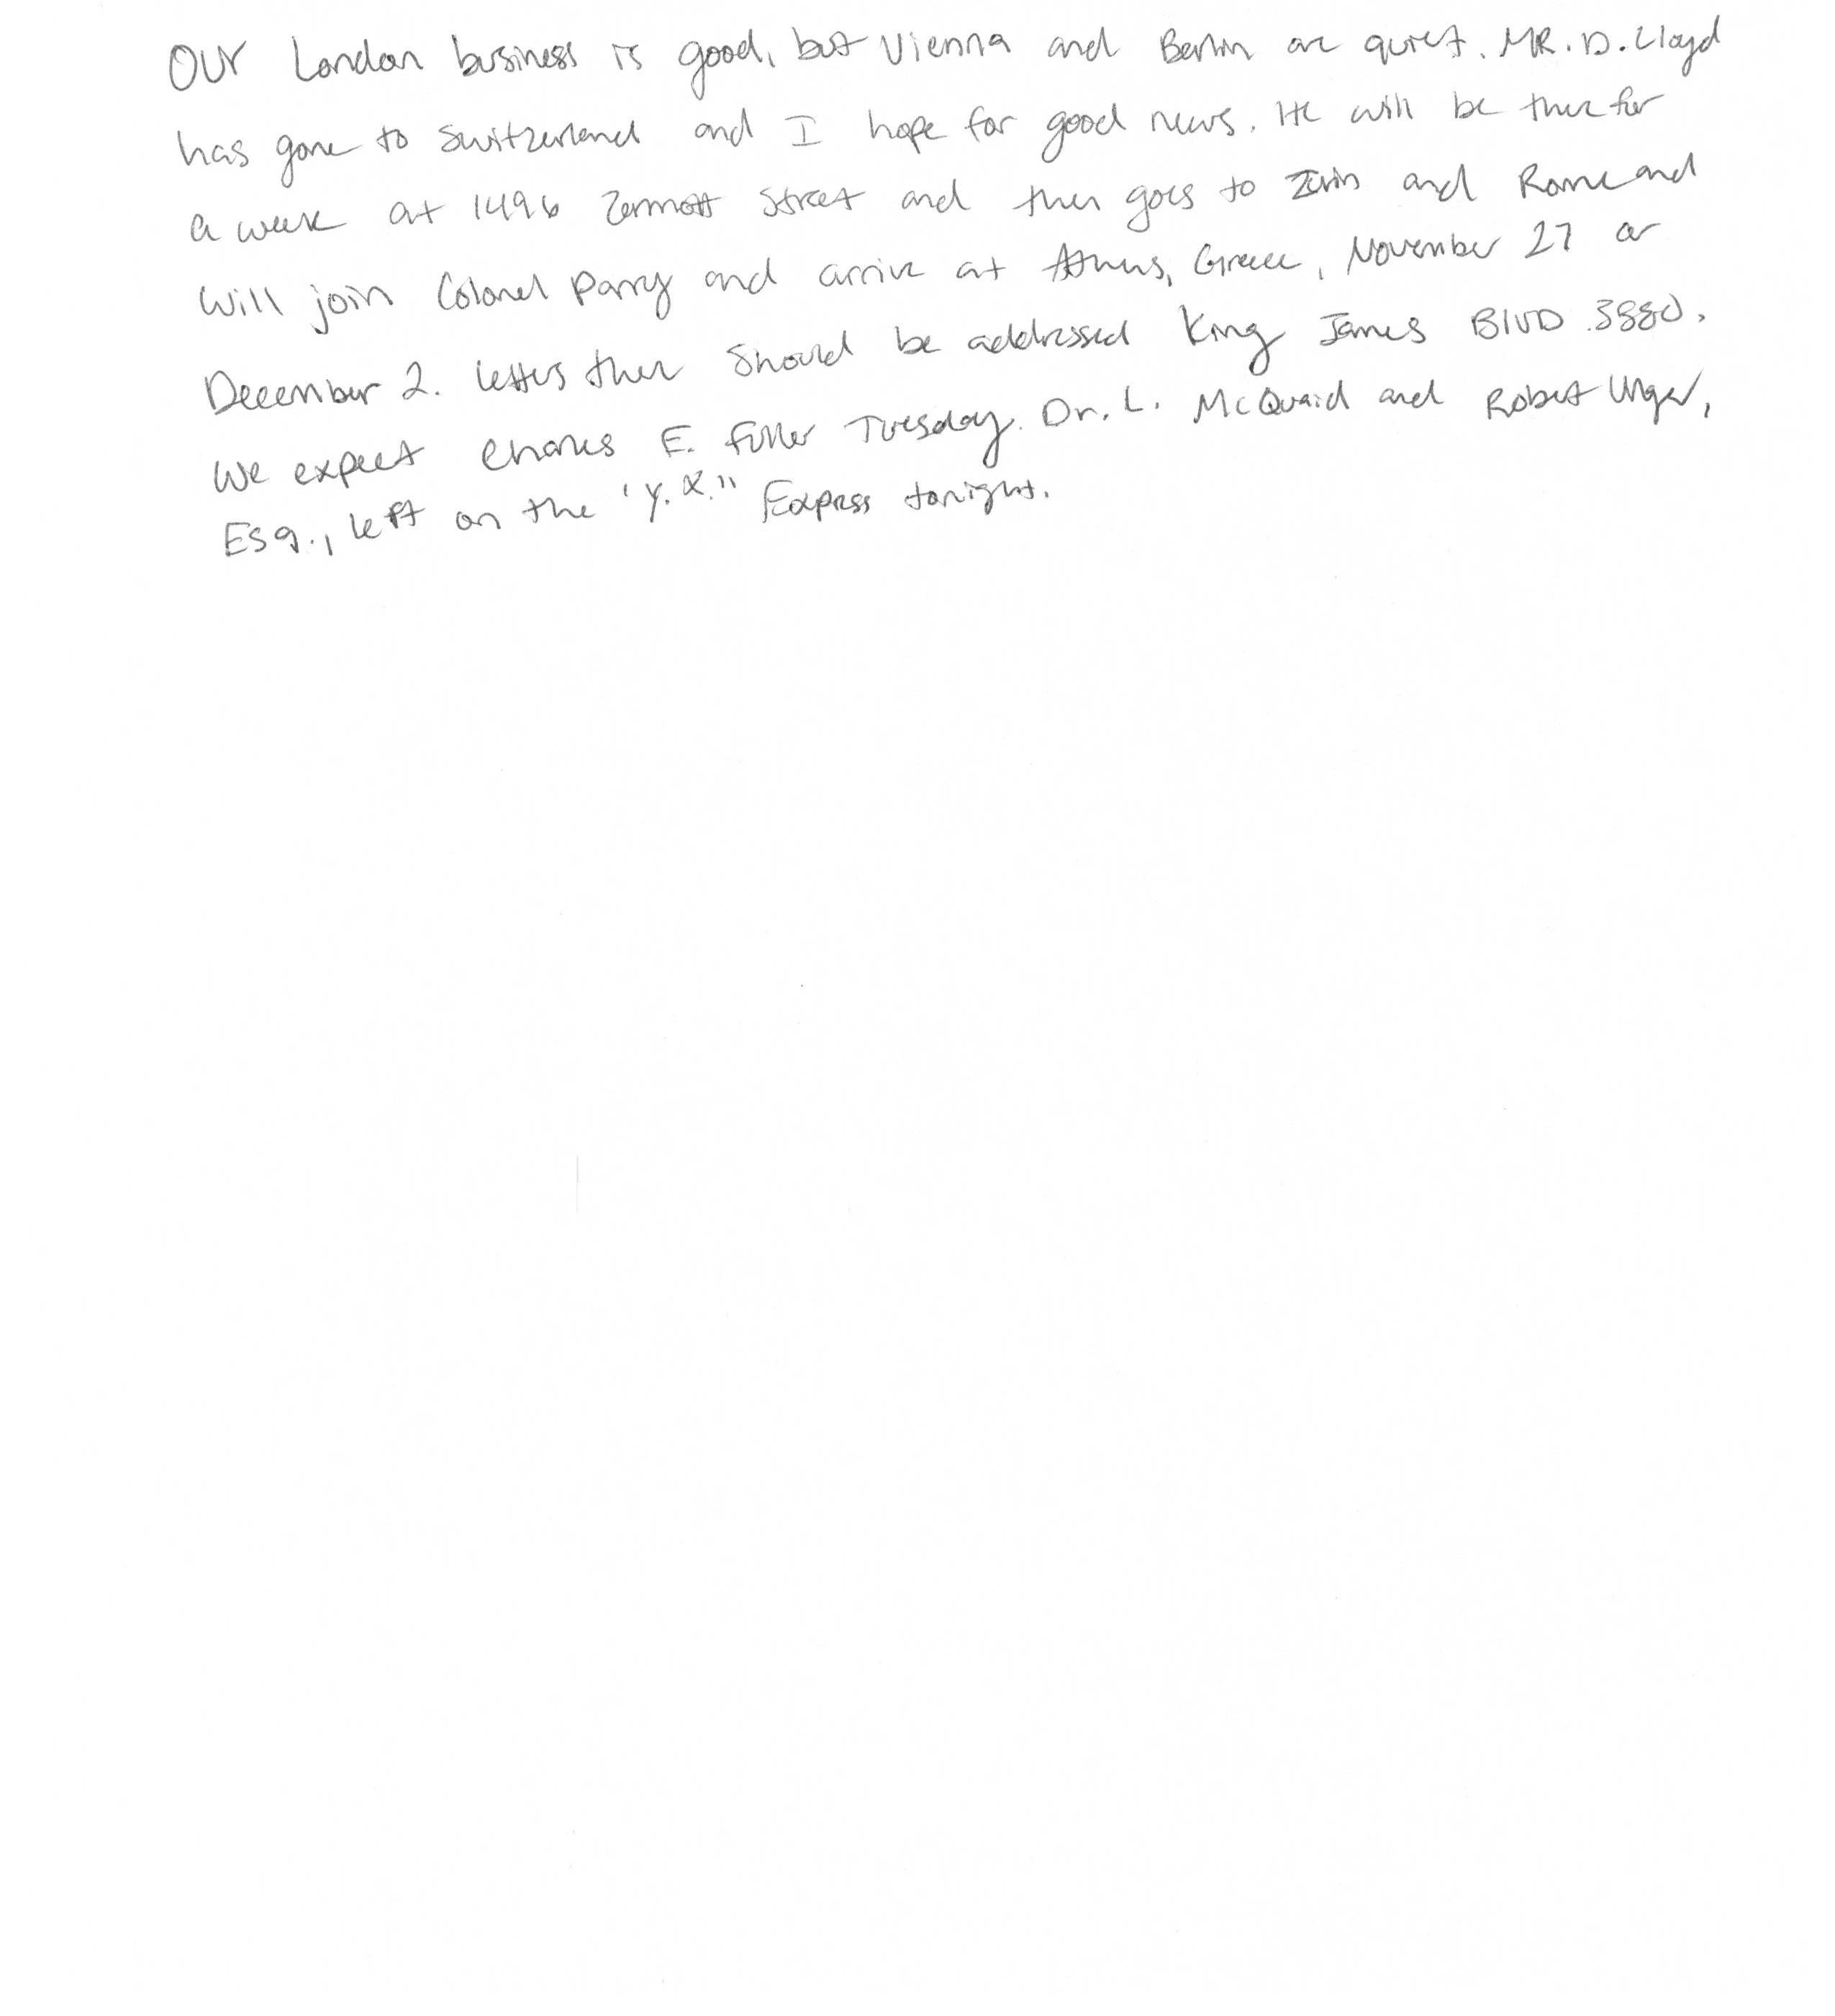 OUR London business is good, but Vienna and Berlin are quiet. MR. D. Lloyd
has gone to Switzerland and I hope for good news. He will be there for
a week at 1496 Zermott Street and then goes to Turin and Rome and
will join Colonel Parry and arrive at Athens, Greece, November 27 or
December 2. Letters there should be addressed King James BLVD 3880.
We expect Charles E. Fuller Tuesday. Dr. L. McQuaid and Robert Unger,
Esq., left on the "Y.X." Express tonight.